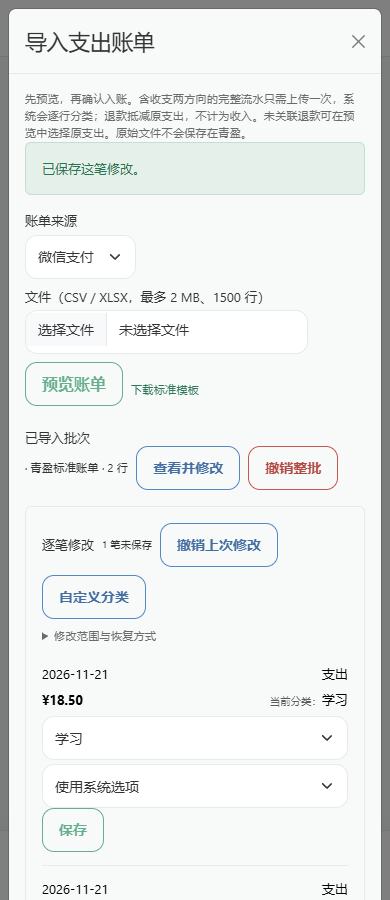 导入支出账单
先预览，再确认入账。含收支两方向的完整流水只需上传一次，系
统会逐行分类；退款抵减原支出，不计为收入。未关联退款可在预
览中选择原支出。原始文件不会保存在青盈。
已保存这笔修改。
账单来源
微信支付
文件（CSV / XLSX，最多 2 MB、1500 行）
选择文件 未选择文件
预览账单 下载标准模板
已导入批次
· 青盈标准账单 · 2 行 查看并修改 撤销整批
逐笔修改 1 笔未保存 撤销上次修改
自定义分类
▶ 修改范围与恢复方式
2026-11-21 支出
¥18.50 当前分类：学习
学习
使用系统选项
保存
2026-11-21 支出